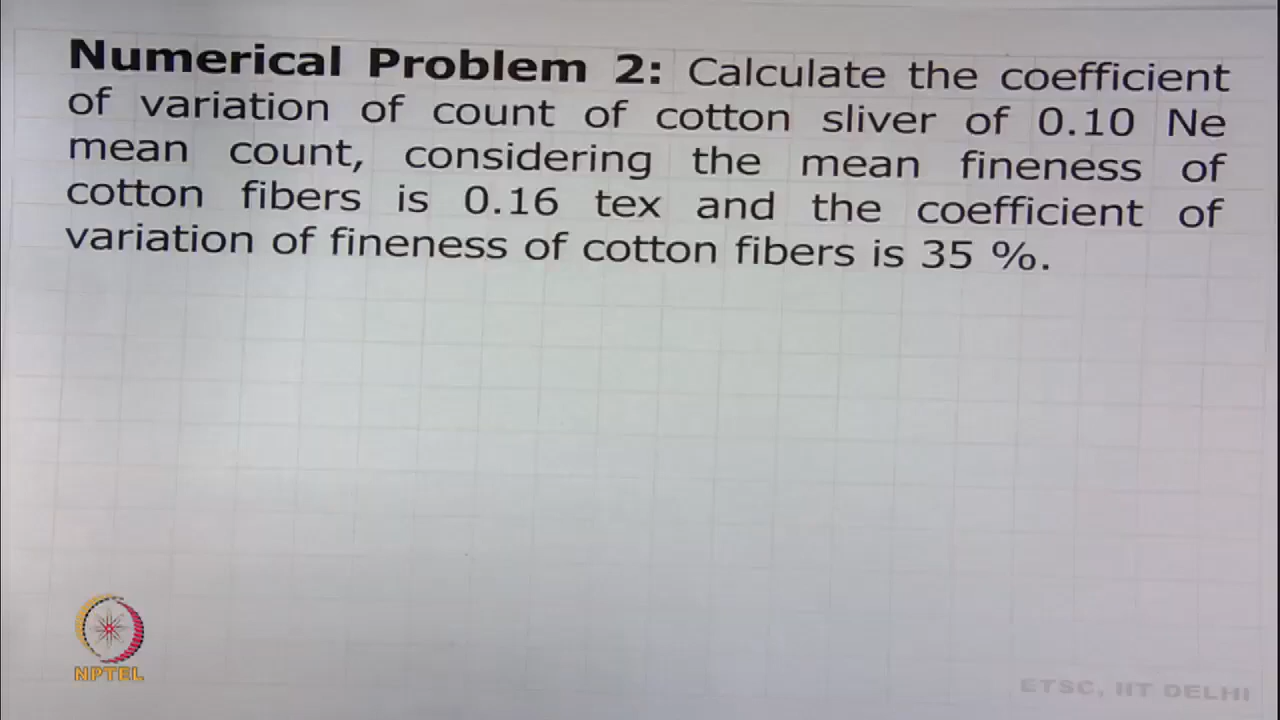 Numerical Problem 2: Calculate the coefficient
of variation of count of cotton sliver of 0.10 Ne
mean count, considering the mean fineness of
cotton fibers is 0.16 tex and the coefficient of
variation of fineness of cotton fibers is 35 %.
NPTEL
ETSC, IIT DELHI